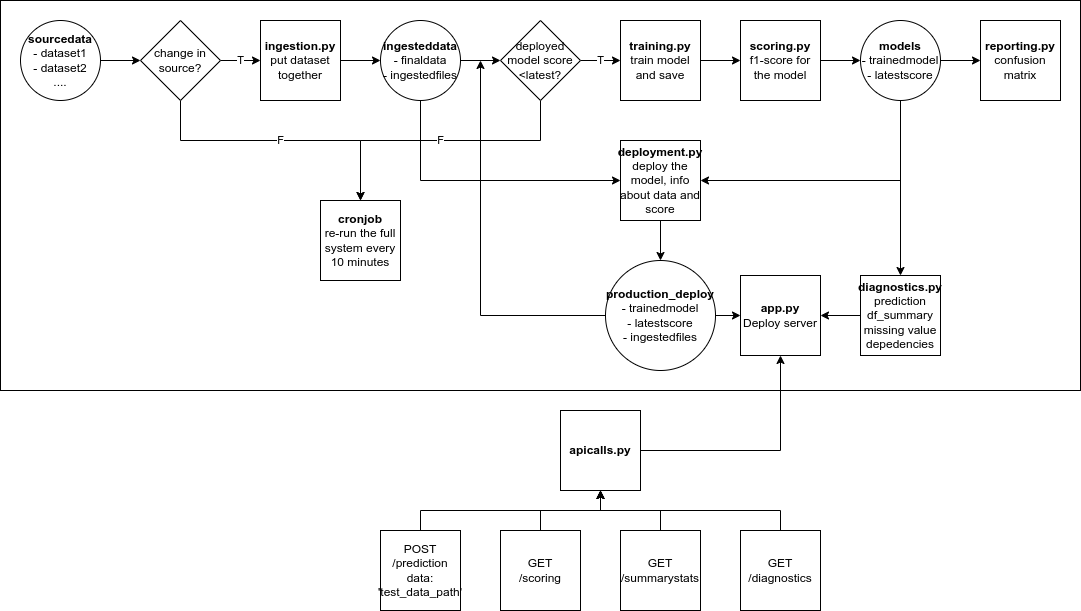 sourcedata
- dataset1
- dataset2
....
change in
source?
T
ingestion.py
put dataset
together
ingesteddata
- finaldata
- ingestedfiles
deployed
model score
<latest?
T
training.py
train model
and save
scoring.py
f1-score for
the model
models
- trainedmodel
- latestscore
reporting.py
confusion
matrix
F
F
cronjob
re-run the full
system every
10 minutes
deployment.py
deploy the
model, info
about data and
score
production_deploy
- trainedmodel
- latestscore
- ingestedfiles
app.py
Deploy server
diagnostics.py
prediction
df_summary
missing value
depedencies
apicalls.py
POST
/prediction
data:
'test_data_path'
GET
/scoring
GET
/summarystats
GET
/diagnostics